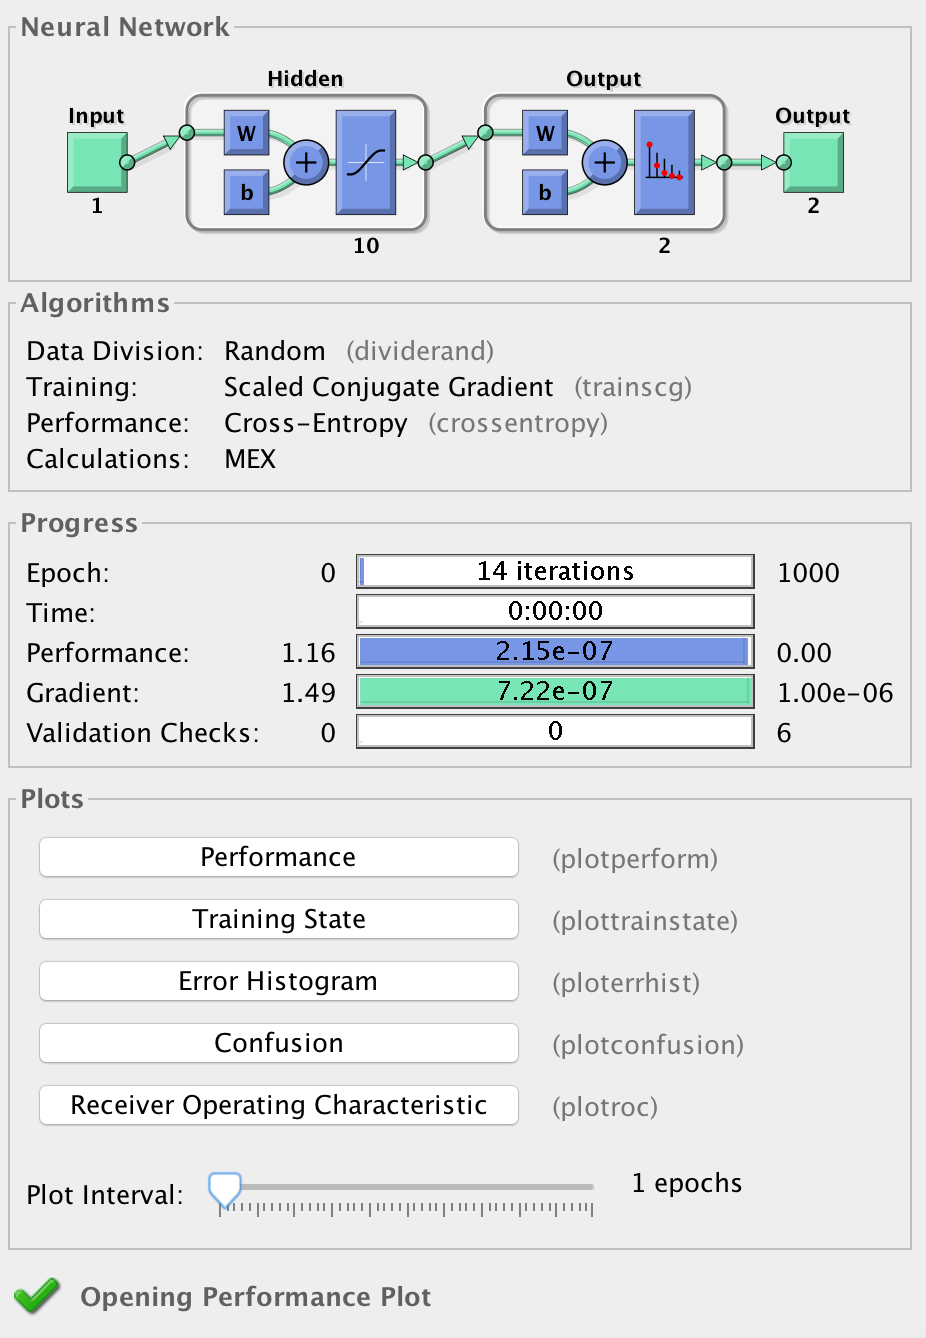 Neural Network
Hidden
Output
Input
Output
W
b
+
W
b
+
1
10
2
2
Algorithms
Data Division: Random (dividerand)
Training: Scaled Conjugate Gradient (trainscg)
Performance: Cross-Entropy (crossentropy)
Calculations: MEX
Progress
Epoch: 0 14 iterations 1000
Time: 0:00:00
Performance: 1.16 2.15e-07 0.00
Gradient: 1.49 7.22e-07 1.00e-06
Validation Checks: 0 0 6
Plots
Performance (plotperform)
Training State (plottrainstate)
Error Histogram (ploterrhist)
Confusion (plotconfusion)
Receiver Operating Characteristic (plotroc)
Plot Interval: 1 epochs
Opening Performance Plot